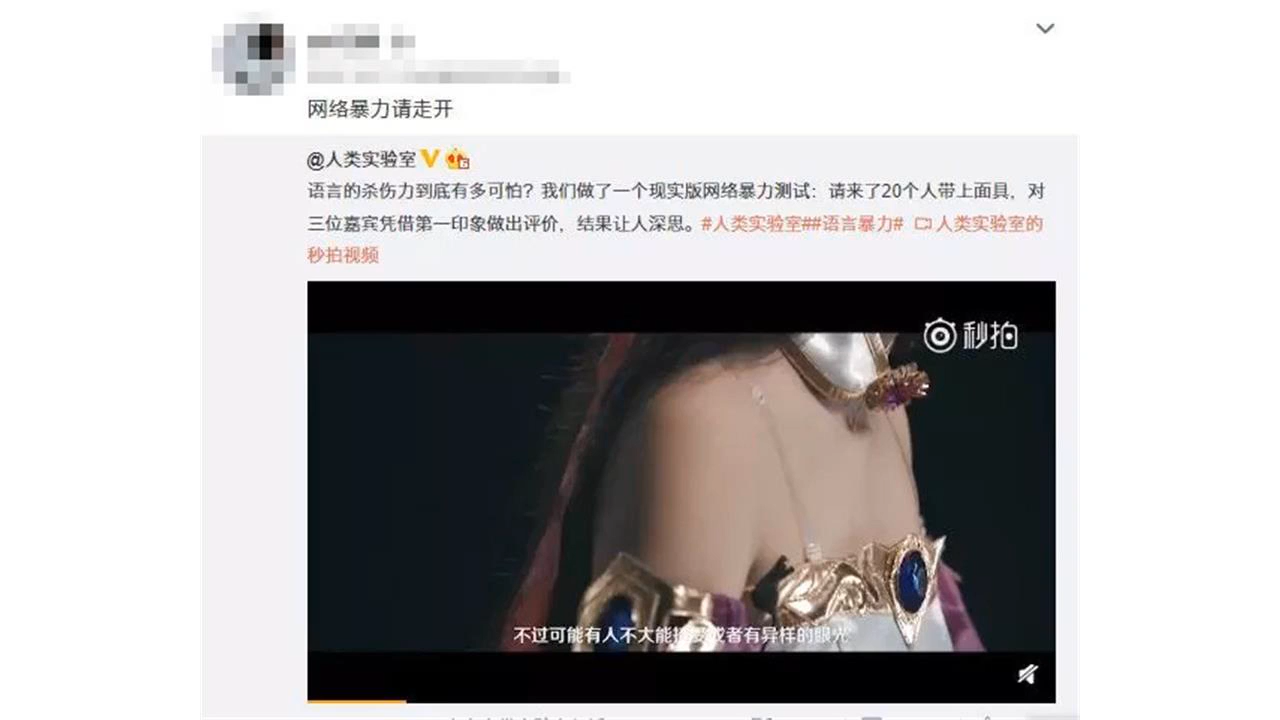 网络暴力请走开
@人类实验室
语言的杀伤力到底有多可怕？我们做了一个现实版网络暴力测试：请来了20个人带上面具，对
三位嘉宾凭借第一印象做出评价，结果让人深思。#人类实验室##语言暴力# 人类实验室的
秒拍视频
秒拍
不过可能有人不大能接受或者有异样的眼光